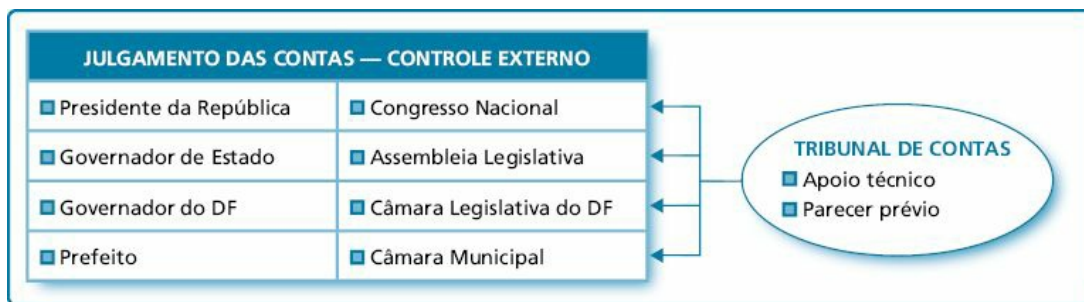 JULGAMENTO DAS CONTAS — CONTROLE EXTERNO
Presidente da República
Congresso Nacional
Governador de Estado
Assembleia Legislativa
Governador do DF
Câmara Legislativa do DF
Prefeito
Câmara Municipal
TRIBUNAL DE CONTAS
Apoio técnico
Parecer prévio